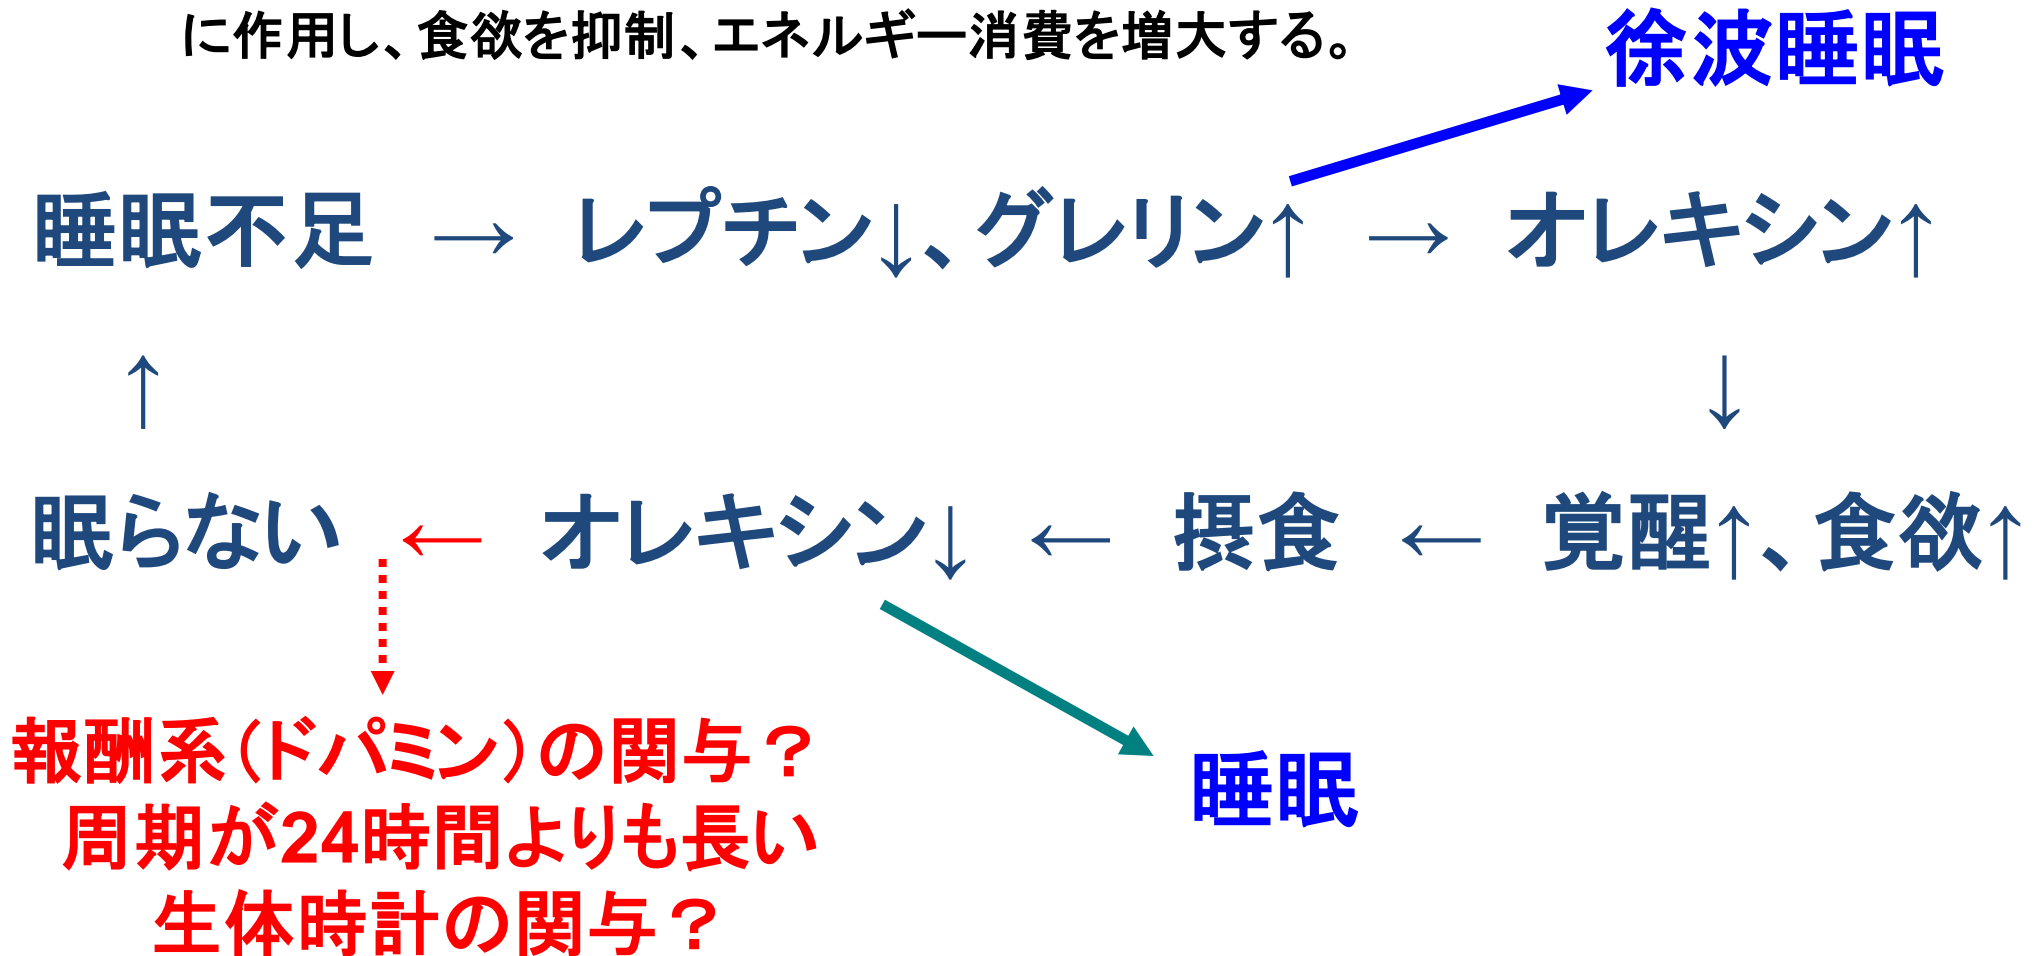 に作用し、食欲を抑制、エネルギー消費を増大する。
徐波睡眠
睡眠不足 → レプチン↓、グレリン↑ → オレキシン↑
↑ ↓
眠らない ← オレキシン↓ ← 摂食 ← 覚醒↑、食欲↑
報酬系（ドパミン）の関与？
周期が24時間よりも長い
生体時計の関与？
睡眠